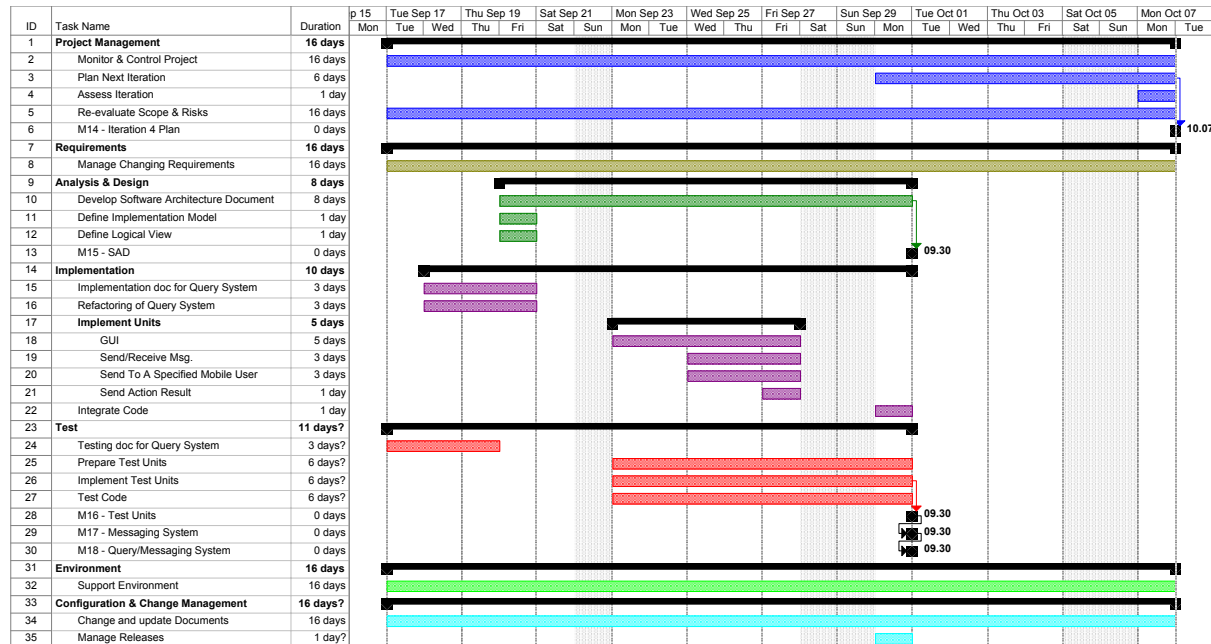 p 15 Tue Sep 17 Thu Sep 19 Sat Sep 21 Mon Sep 23 Wed Sep 25 Fri Sep 27 Sun Sep 29 Tue Oct 01 Thu Oct 03 Sat Oct 05 Mon Oct 07
ID Task Name Duration Mon Tue Wed Thu Fri Sat Sun Mon Tue Wed Thu Fri Sat Sun Mon Tue Wed Thu Fri Sat Sun Mon Tue
1 Project Management 16 days
2 Monitor & Control Project 16 days
3 Plan Next Iteration 6 days
4 Assess Iteration 1 day
5 Re-evaluate Scope & Risks 16 days
6 M14 - Iteration 4 Plan 0 days 10.07
7 Requirements 16 days
8 Manage Changing Requirements 16 days
9 Analysis & Design 8 days
10 Develop Software Architecture Document 8 days
11 Define Implementation Model 1 day
12 Define Logical View 1 day
13 M15 - SAD 0 days 09.30
14 Implementation 10 days
15 Implementation doc for Query System 3 days
16 Refactoring of Query System 3 days
17 Implement Units 5 days
18 GUI 5 days
19 Send/Receive Msg. 3 days
20 Send To A Specified Mobile User 3 days
21 Send Action Result 1 day
22 Integrate Code 1 day
23 Test 11 days?
24 Testing doc for Query System 3 days?
25 Prepare Test Units 6 days?
26 Implement Test Units 6 days?
27 Test Code 6 days?
28 M16 - Test Units 0 days 09.30
29 M17 - Messaging System 0 days 09.30
30 M18 - Query/Messaging System 0 days 09.30
31 Environment 16 days
32 Support Environment 16 days
33 Configuration & Change Management 16 days?
34 Change and update Documents 16 days
35 Manage Releases 1 day?